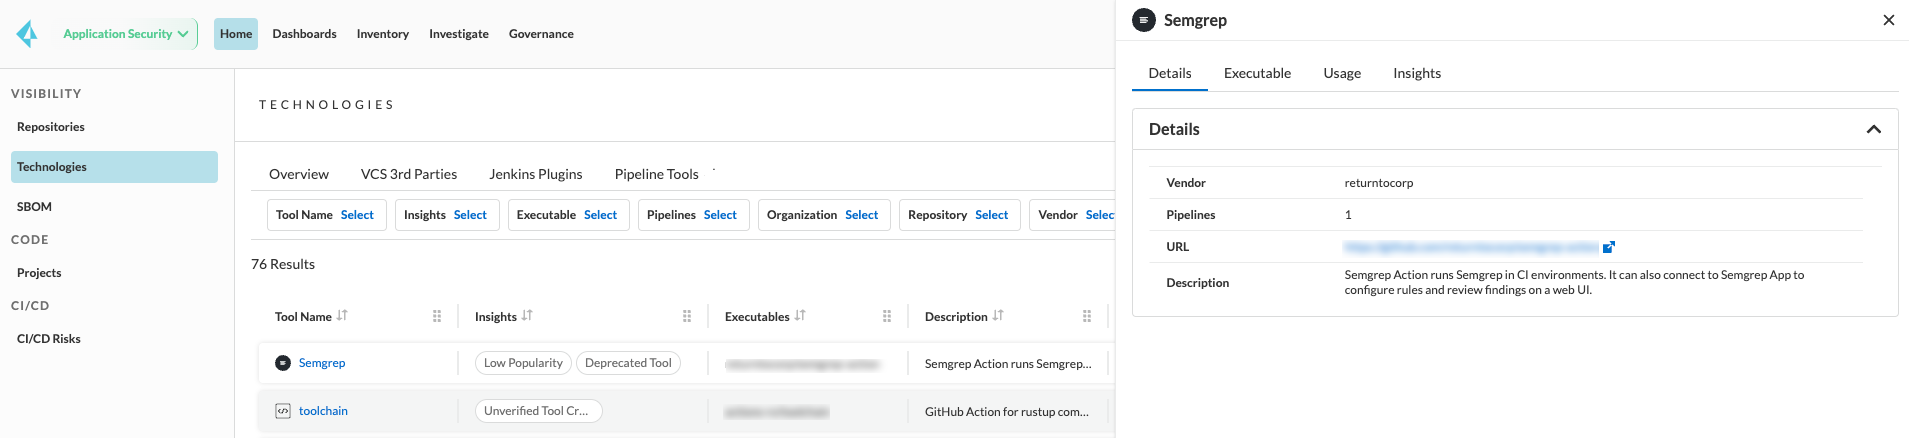 Application Security
Home
Dashboards
Inventory
Investigate
Governance
VISIBILITY
Repositories
Technologies
SBOM
CODE
Projects
CI/CD
CI/CD Risks
TECHNOLOGIES
Overview
VCS 3rd Parties
Jenkins Plugins
Pipeline Tools
Tool Name Select
Insights Select
Executable Select
Pipelines Select
Organization Select
Repository Select
Vendor Selec
76 Results
Tool Name
Insights
Executables
Description
Semgrep
Low Popularity
Deprecated Tool
Semgrep Action runs Semgrep...
toolchain
Unverified Tool Cr...
GitHub Action for rustup com...
Semgrep
Details
Executable
Usage
Insights
Details
Vendor
returntocorp
Pipelines
1
URL
Description
Semgrep Action runs Semgrep in CI environments. It can also connect to Semgrep App to
configure rules and review findings on a web UI.